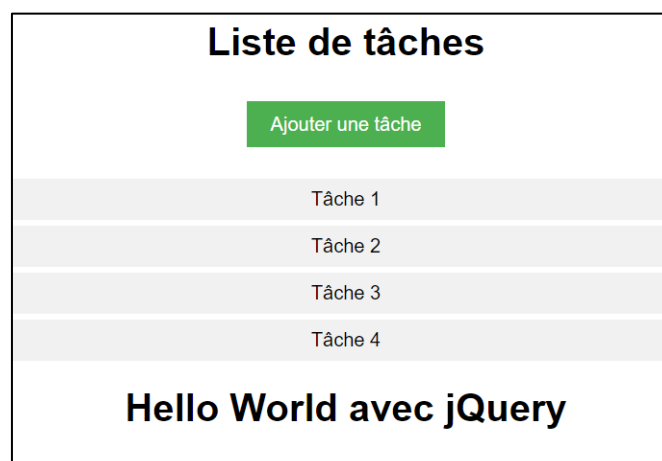 Liste de tâches
Ajouter une tâche
Tâche 1
Tâche 2
Tâche 3
Tâche 4
Hello World avec jQuery